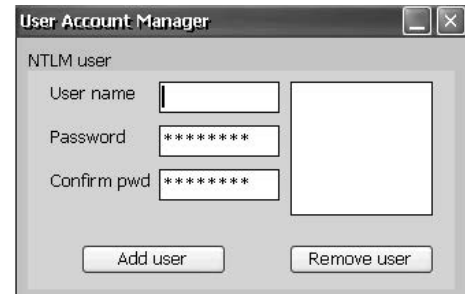 User Account Manager
NTLM user
User name
Password ********
Confirm pwd ********
Add user Remove user